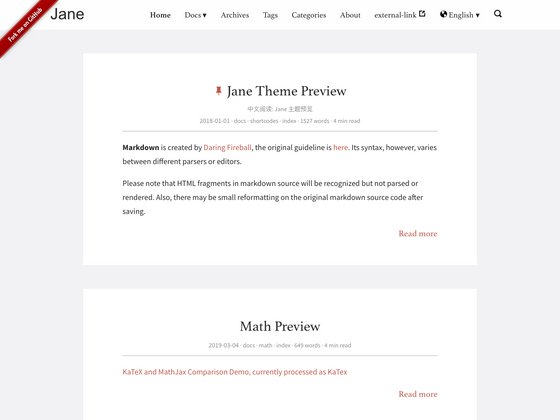 Fork me on GitHub
Jane
Home Docs ▾ Archives Tags Categories About external-link English ▾
Jane Theme Preview
中文阅读: Jane 主题预览
2018-01-01 · docs · shortcodes · index · 1527 words · 4 min read
Markdown is created by Daring Fireball, the original guideline is here. Its syntax, however, varies
between different parsers or editors.
Please note that HTML fragments in markdown source will be recognized but not parsed or
rendered. Also, there may be small reformatting on the original markdown source code after
saving.
Read more
Math Preview
2019-03-04 · docs · math · index · 649 words · 4 min read
KaTeX and MathJax Comparison Demo, currently processed as KaTex
Read more